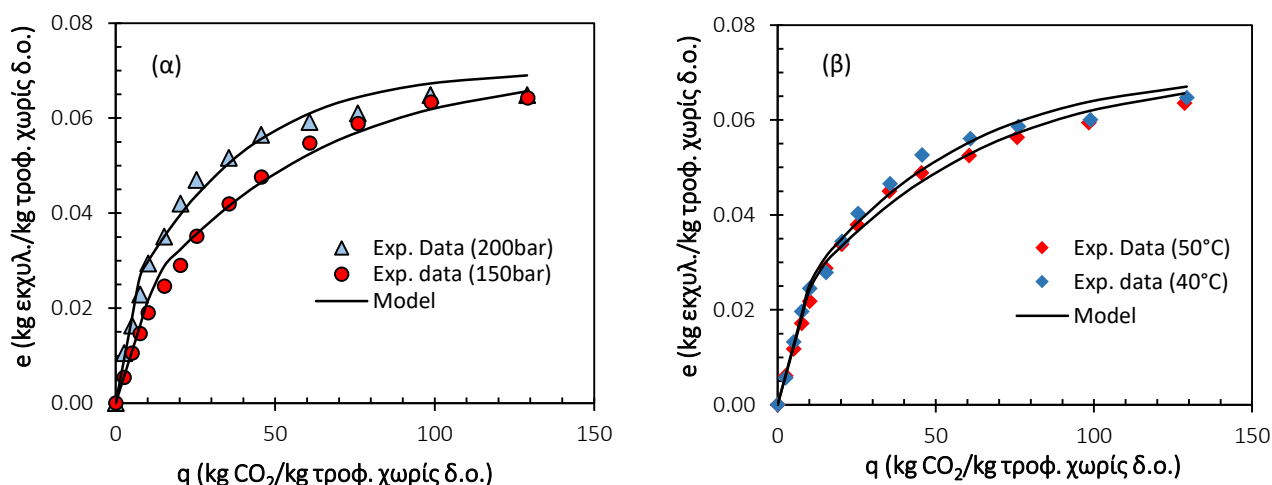 (α)
0.08
0.06
0.04
0.02
0.00
e (kg εκχυλ./kg τροφ. χωρίς δ.ο.)
Exp. Data (200bar)
Exp. data (150bar)
Model
0
50
100
150
q (kg CO₂/kg τροφ. χωρίς δ.ο.)
(β)
0.08
0.06
0.04
0.02
0.00
e (kg εκχυλ./kg τροφ. χωρίς δ.ο.)
Exp. Data (50°C)
Exp. data (40°C)
Model
0
50
100
150
q (kg CO₂/kg τροφ. χωρίς δ.ο.)